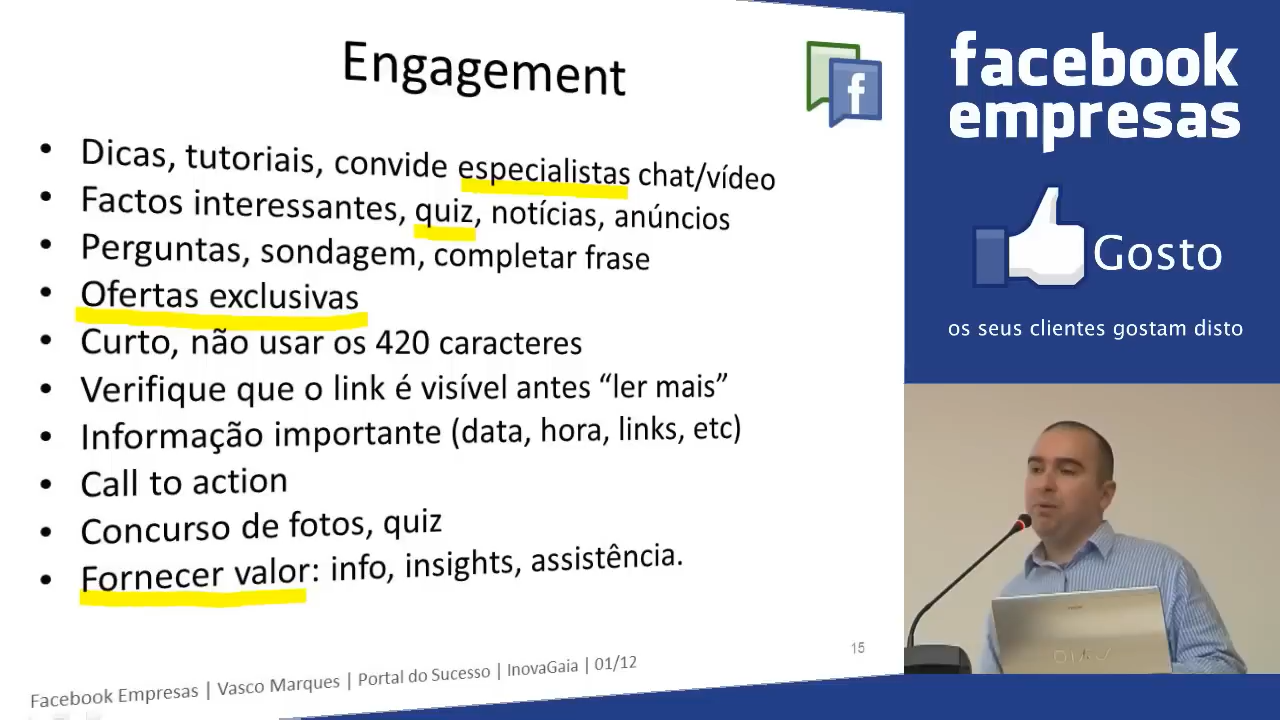 Engagement
f
• Dicas, tutoriais, convide especialistas chat/vídeo
• Factos interessantes, quiz, notícias, anúncios
• Perguntas, sondagem, completar frase
• Ofertas exclusivas
• Curto, não usar os 420 caracteres
• Verifique que o link é visível antes “ler mais”
• Informação importante (data, hora, links, etc)
• Call to action
• Concurso de fotos, quiz
• Fornecer valor: info, insights, assistência.
15
Facebook Empresas | Vasco Marques | Portal do Sucesso | InovaGaia | 01/12
facebook
empresas
Gosto
os seus clientes gostam disto